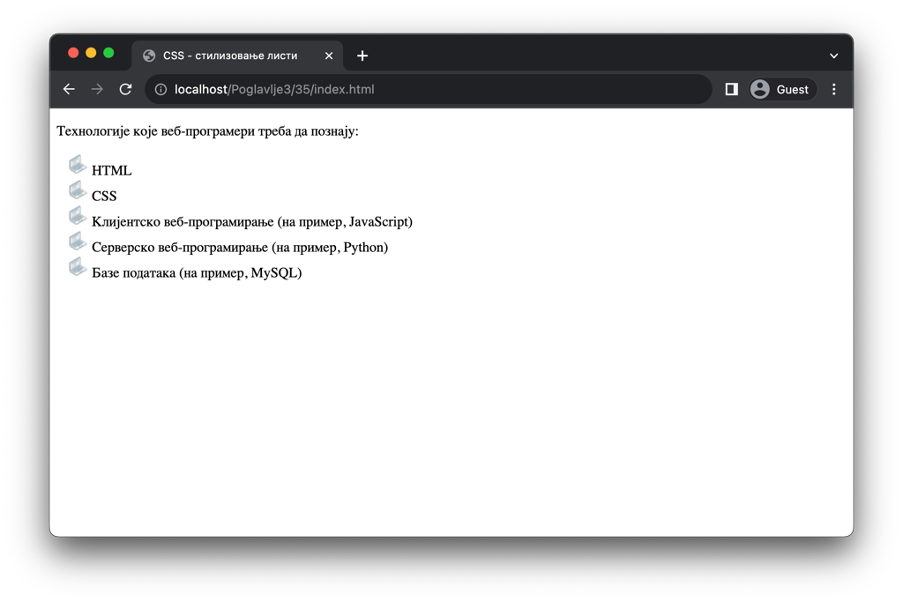 CSS - стилизовање листи
localhost/Poglavlje3/35/index.html
Guest
Технологије које веб-програмери треба да познају:
HTML
CSS
Клијентско веб-програмирање (на пример, JavaScript)
Серверско веб-програмирање (на пример, Python)
Базе података (на пример, MySQL)